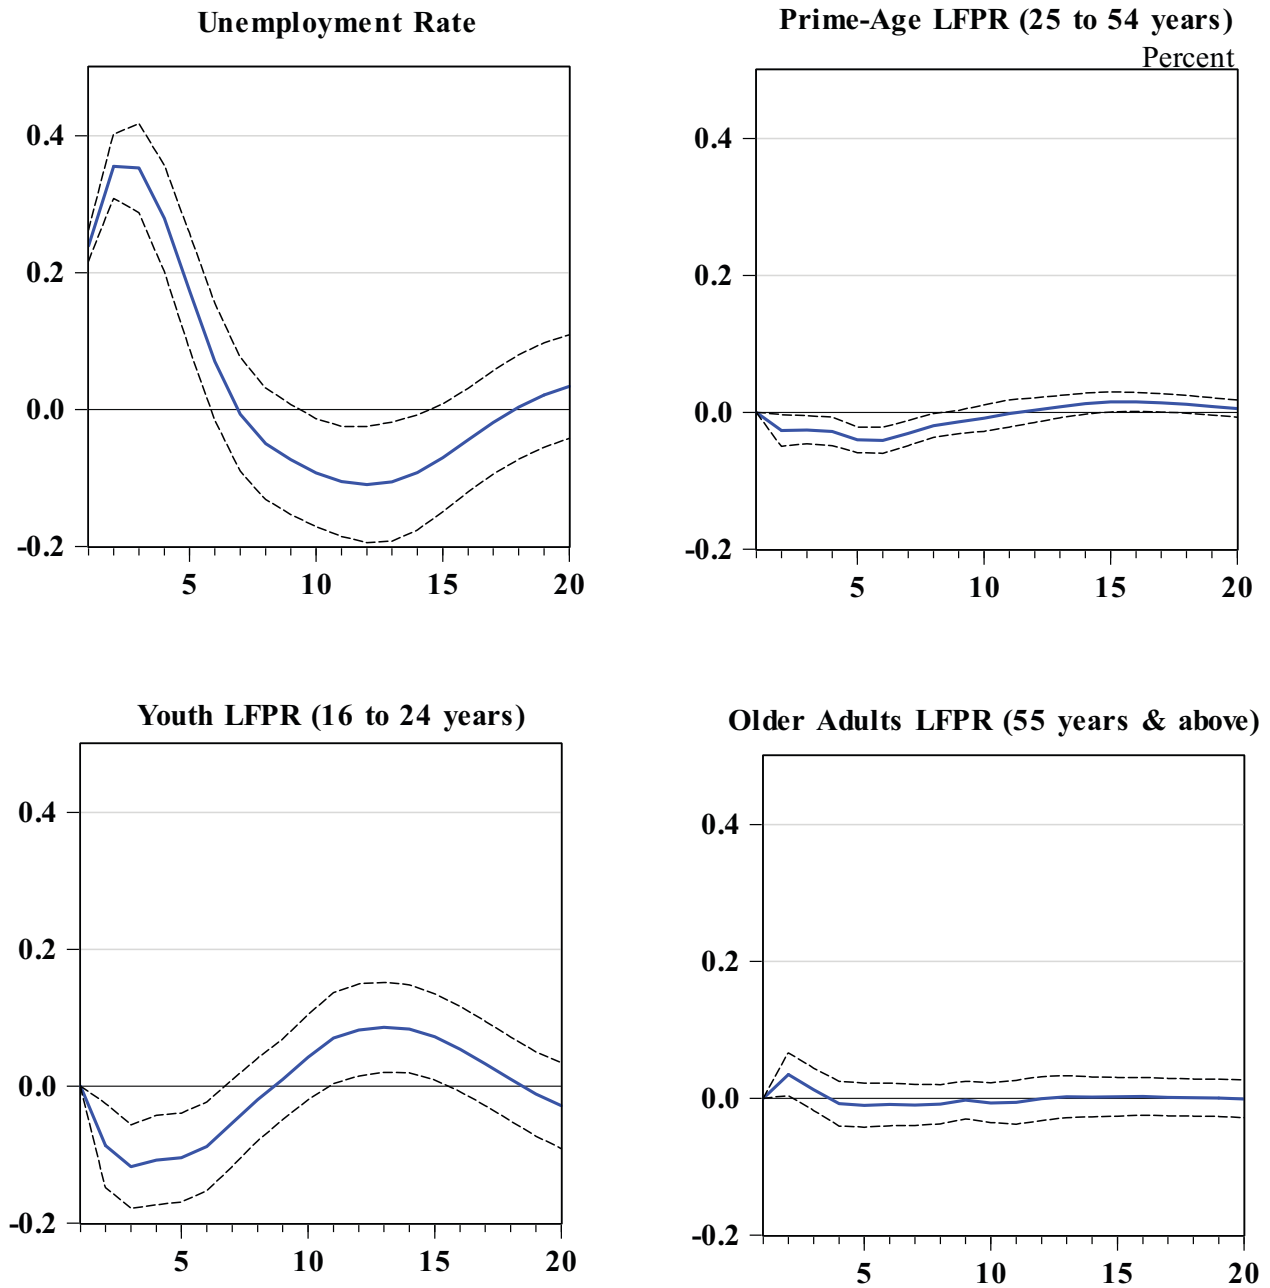 Unemployment Rate
0.4
0.2
0.0
-0.2
5 10 15 20
Prime-Age LFPR (25 to 54 years)
Percent
0.4
0.2
0.0
-0.2
5 10 15 20
Youth LFPR (16 to 24 years)
0.4
0.2
0.0
-0.2
5 10 15 20
Older Adults LFPR (55 years & above)
0.4
0.2
0.0
-0.2
5 10 15 20